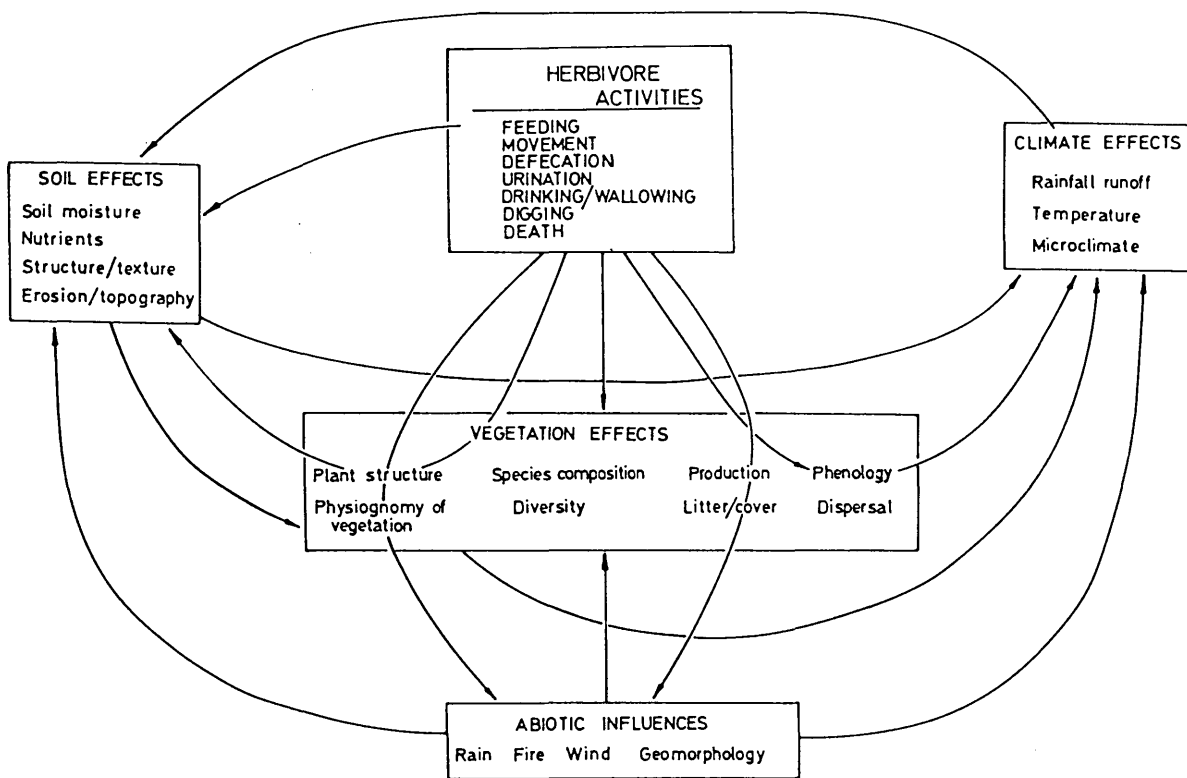 HERBIVORE
ACTIVITIES
FEEDING
MOVEMENT
DEFECATION
URINATION
DRINKING/WALLOWING
DIGGING
DEATH
CLIMATE EFFECTS
Rainfall runoff
Temperature
Microclimate
SOIL EFFECTS
Soil moisture
Nutrients
Structure/texture
Erosion/topography
VEGETATION EFFECTS
Plant structure Species composition Production Phenology
Physiognomy of Diversity Litter/cover Dispersal
vegetation
ABIOTIC INFLUENCES
Rain Fire Wind Geomorphology